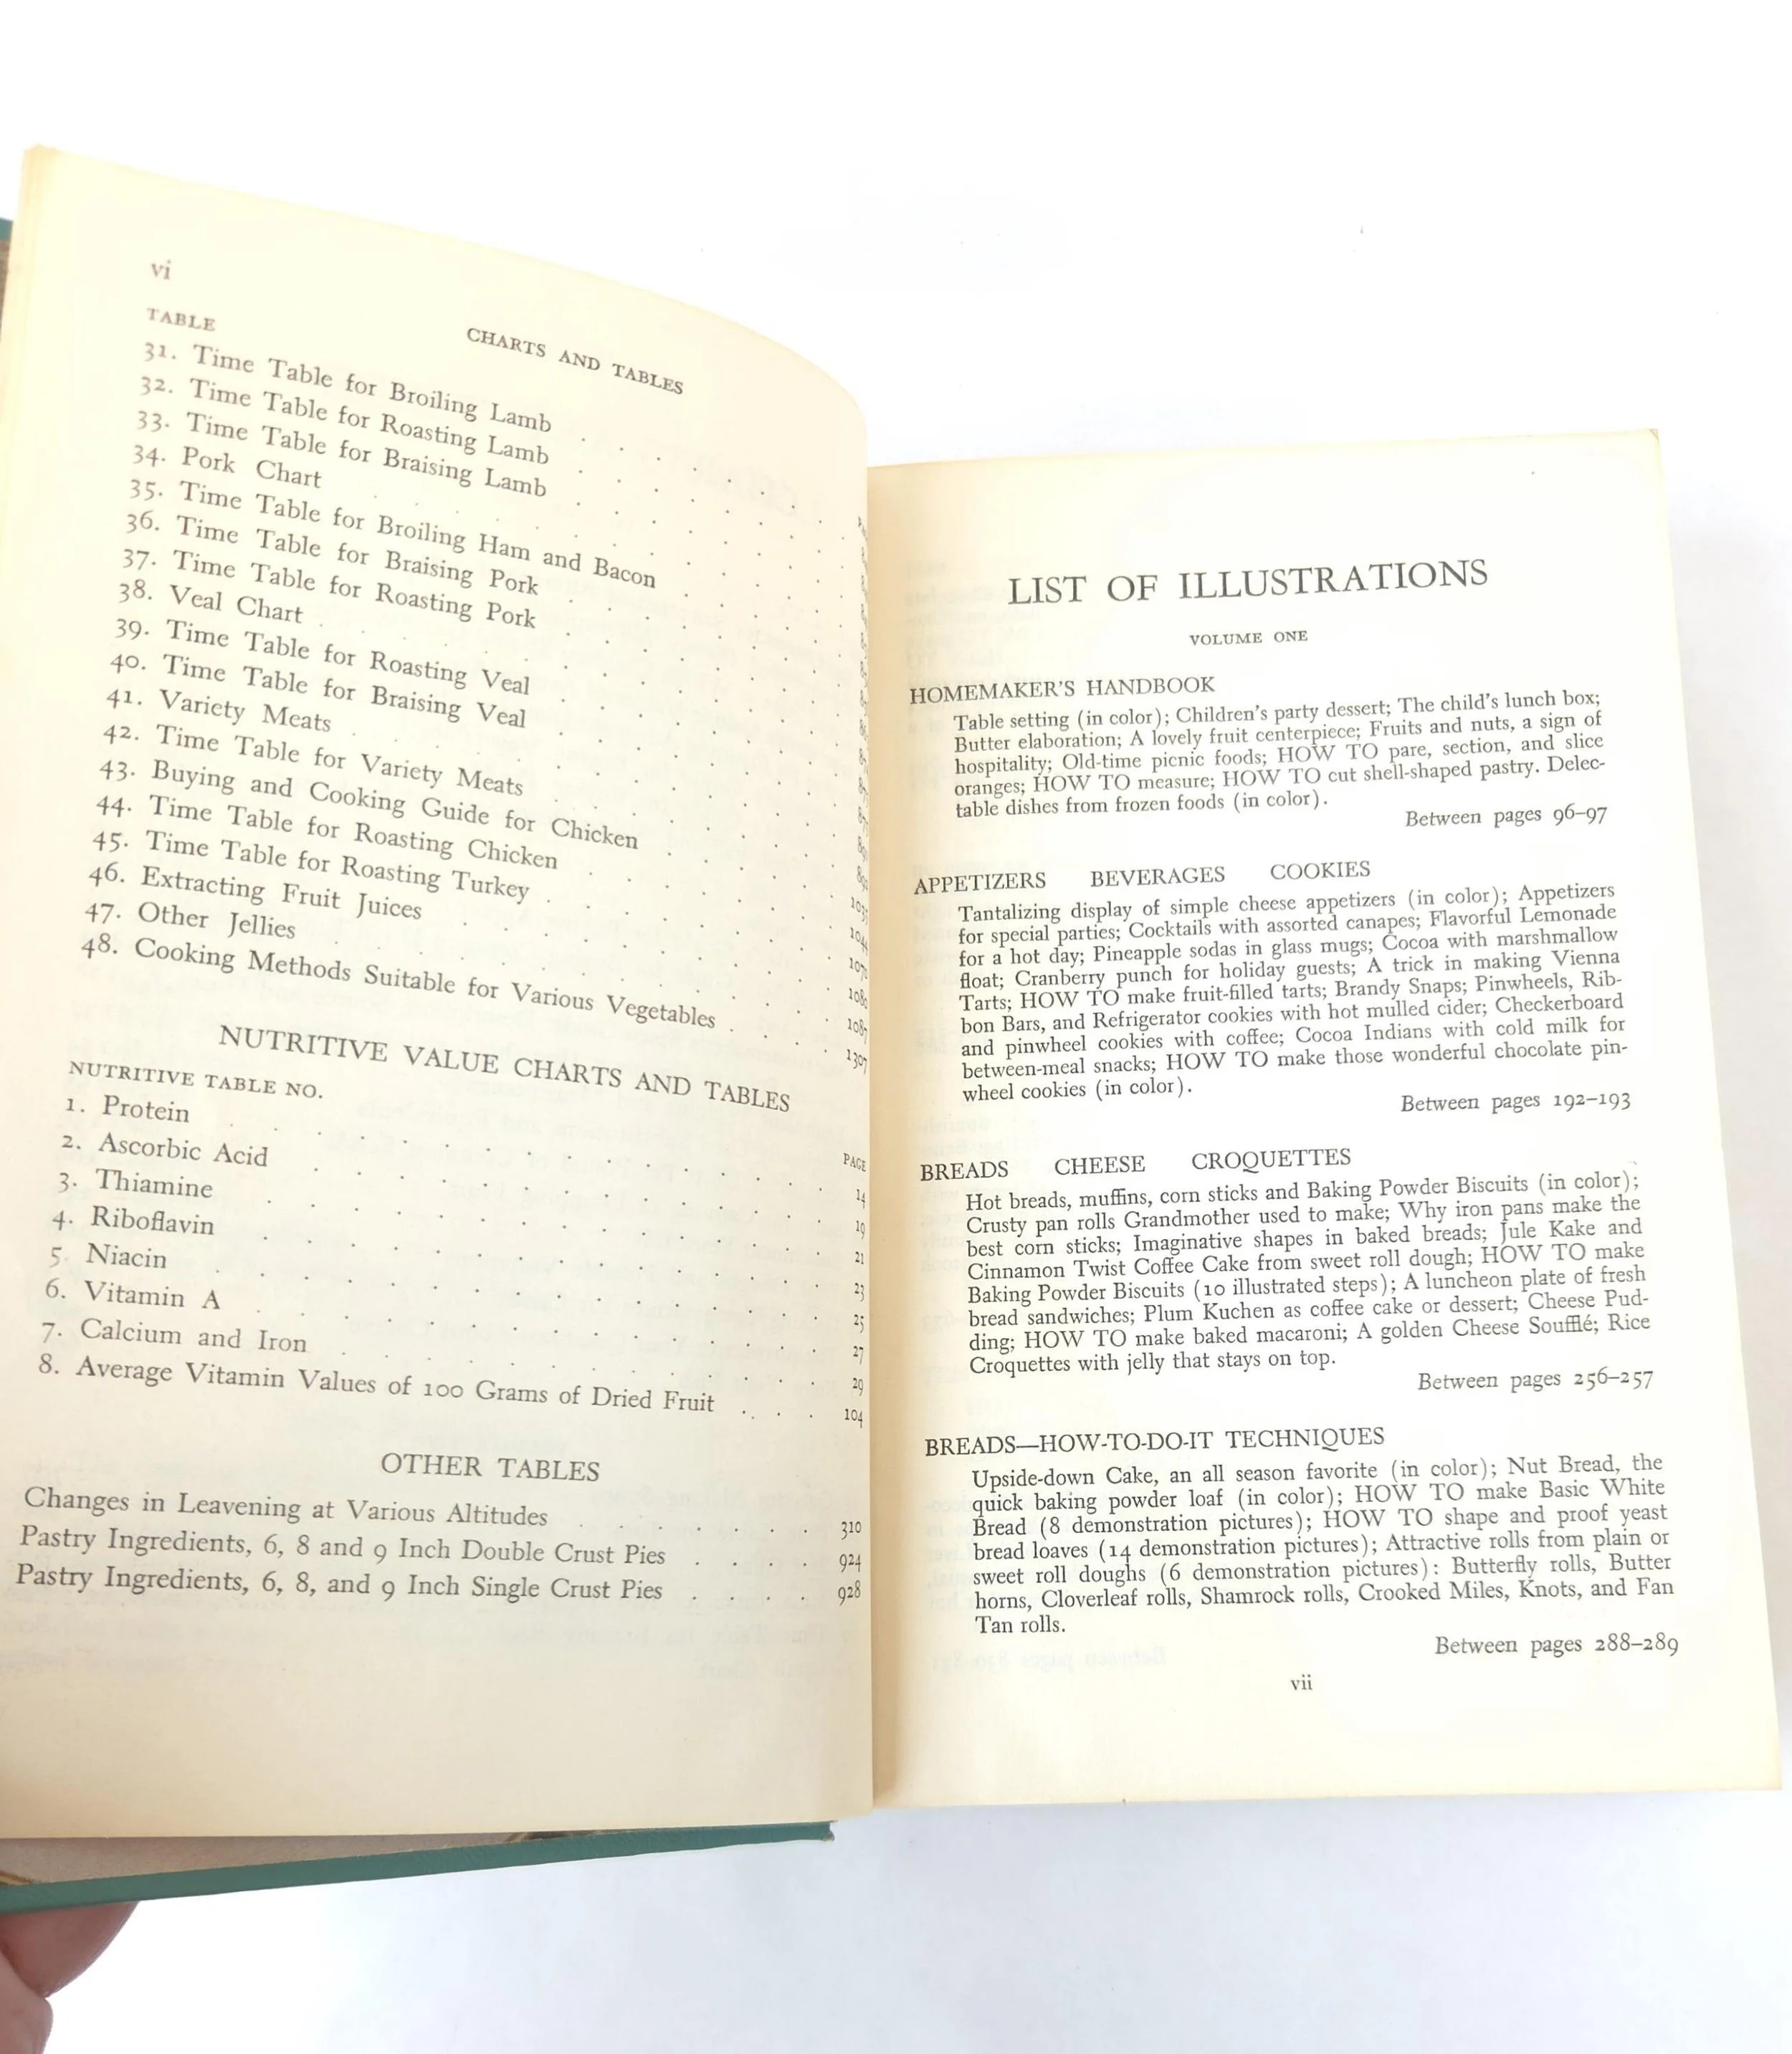 vi
CHARTS AND TABLES
TABLE
31. Time Table for Broiling Lamb
32. Time Table for Roasting Lamb
33. Time Table for Braising Lamb
34. Pork Chart
35. Time Table for Broiling Ham and Bacon
36. Time Table for Braising Pork
37. Time Table for Roasting Pork
38. Veal Chart
39. Time Table for Roasting Veal
40. Time Table for Braising Veal
41. Variety Meats
42. Time Table for Variety Meats
43. Buying and Cooking Guide for Chicken
44. Time Table for Roasting Chicken
45. Time Table for Roasting Turkey
46. Extracting Fruit Juices
47. Other Jellies
48. Cooking Methods Suitable for Various Vegetables . . . 1307
NUTRITIVE VALUE CHARTS AND TABLES
NUTRITIVE TABLE NO. PAGE
1. Protein 14
2. Ascorbic Acid 19
3. Thiamine 21
4. Riboflavin 23
5. Niacin 25
6. Vitamin A 27
7. Calcium and Iron 29
8. Average Vitamin Values of 100 Grams of Dried Fruit . . . 104
OTHER TABLES
Changes in Leavening at Various Altitudes . . . . . . . 310
Pastry Ingredients, 6, 8 and 9 Inch Double Crust Pies . . . . 924
Pastry Ingredients, 6, 8, and 9 Inch Single Crust Pies . . . . 928
LIST OF ILLUSTRATIONS
VOLUME ONE
HOMEMAKER'S HANDBOOK
Table setting (in color); Children's party dessert; The child's lunch box;
Butter elaboration; A lovely fruit centerpiece; Fruits and nuts, a sign of
hospitality; Old-time picnic foods; HOW TO pare, section, and slice
oranges; HOW TO measure; HOW TO cut shell-shaped pastry. Delec-
table dishes from frozen foods (in color).
Between pages 96–97
APPETIZERS BEVERAGES COOKIES
Tantalizing display of simple cheese appetizers (in color); Appetizers
for special parties; Cocktails with assorted canapes; Flavorful Lemonade
for a hot day; Pineapple sodas in glass mugs; Cocoa with marshmallow
float; Cranberry punch for holiday guests; A trick in making Vienna
Tarts; HOW TO make fruit-filled tarts; Brandy Snaps; Pinwheels, Rib-
bon Bars, and Refrigerator cookies with hot mulled cider; Checkerboard
and pinwheel cookies with coffee; Cocoa Indians with cold milk for
between-meal snacks; HOW TO make those wonderful chocolate pin-
wheel cookies (in color).
Between pages 192–193
BREADS CHEESE CROQUETTES
Hot breads, muffins, corn sticks and Baking Powder Biscuits (in color);
Crusty pan rolls Grandmother used to make; Why iron pans make the
best corn sticks; Imaginative shapes in baked breads; Jule Kake and
Cinnamon Twist Coffee Cake from sweet roll dough; HOW TO make
Baking Powder Biscuits (10 illustrated steps); A luncheon plate of fresh
bread sandwiches; Plum Kuchen as coffee cake or dessert; Cheese Pud-
ding; HOW TO make baked macaroni; A golden Cheese Soufflé; Rice
Croquettes with jelly that stays on top.
Between pages 256–257
BREADS—HOW-TO-DO-IT TECHNIQUES
Upside-down Cake, an all season favorite (in color); Nut Bread, the
quick baking powder loaf (in color); HOW TO make Basic White
Bread (8 demonstration pictures); HOW TO shape and proof yeast
bread loaves (14 demonstration pictures); Attractive rolls from plain or
sweet roll doughs (6 demonstration pictures): Butterfly rolls, Butter
horns, Cloverleaf rolls, Shamrock rolls, Crooked Miles, Knots, and Fan
Tan rolls.
Between pages 288–289
vii